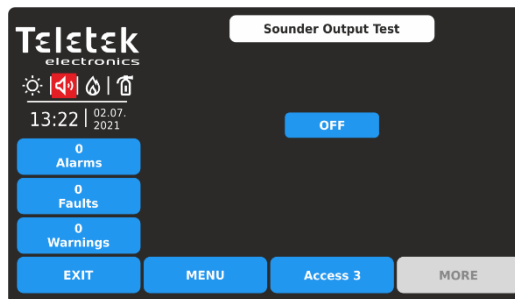 Teletek
electronics
Sounder Output Test
13:22 | 02.07.
2021
OFF
0
Alarms
0
Faults
0
Warnings
EXIT
MENU
Access 3
MORE